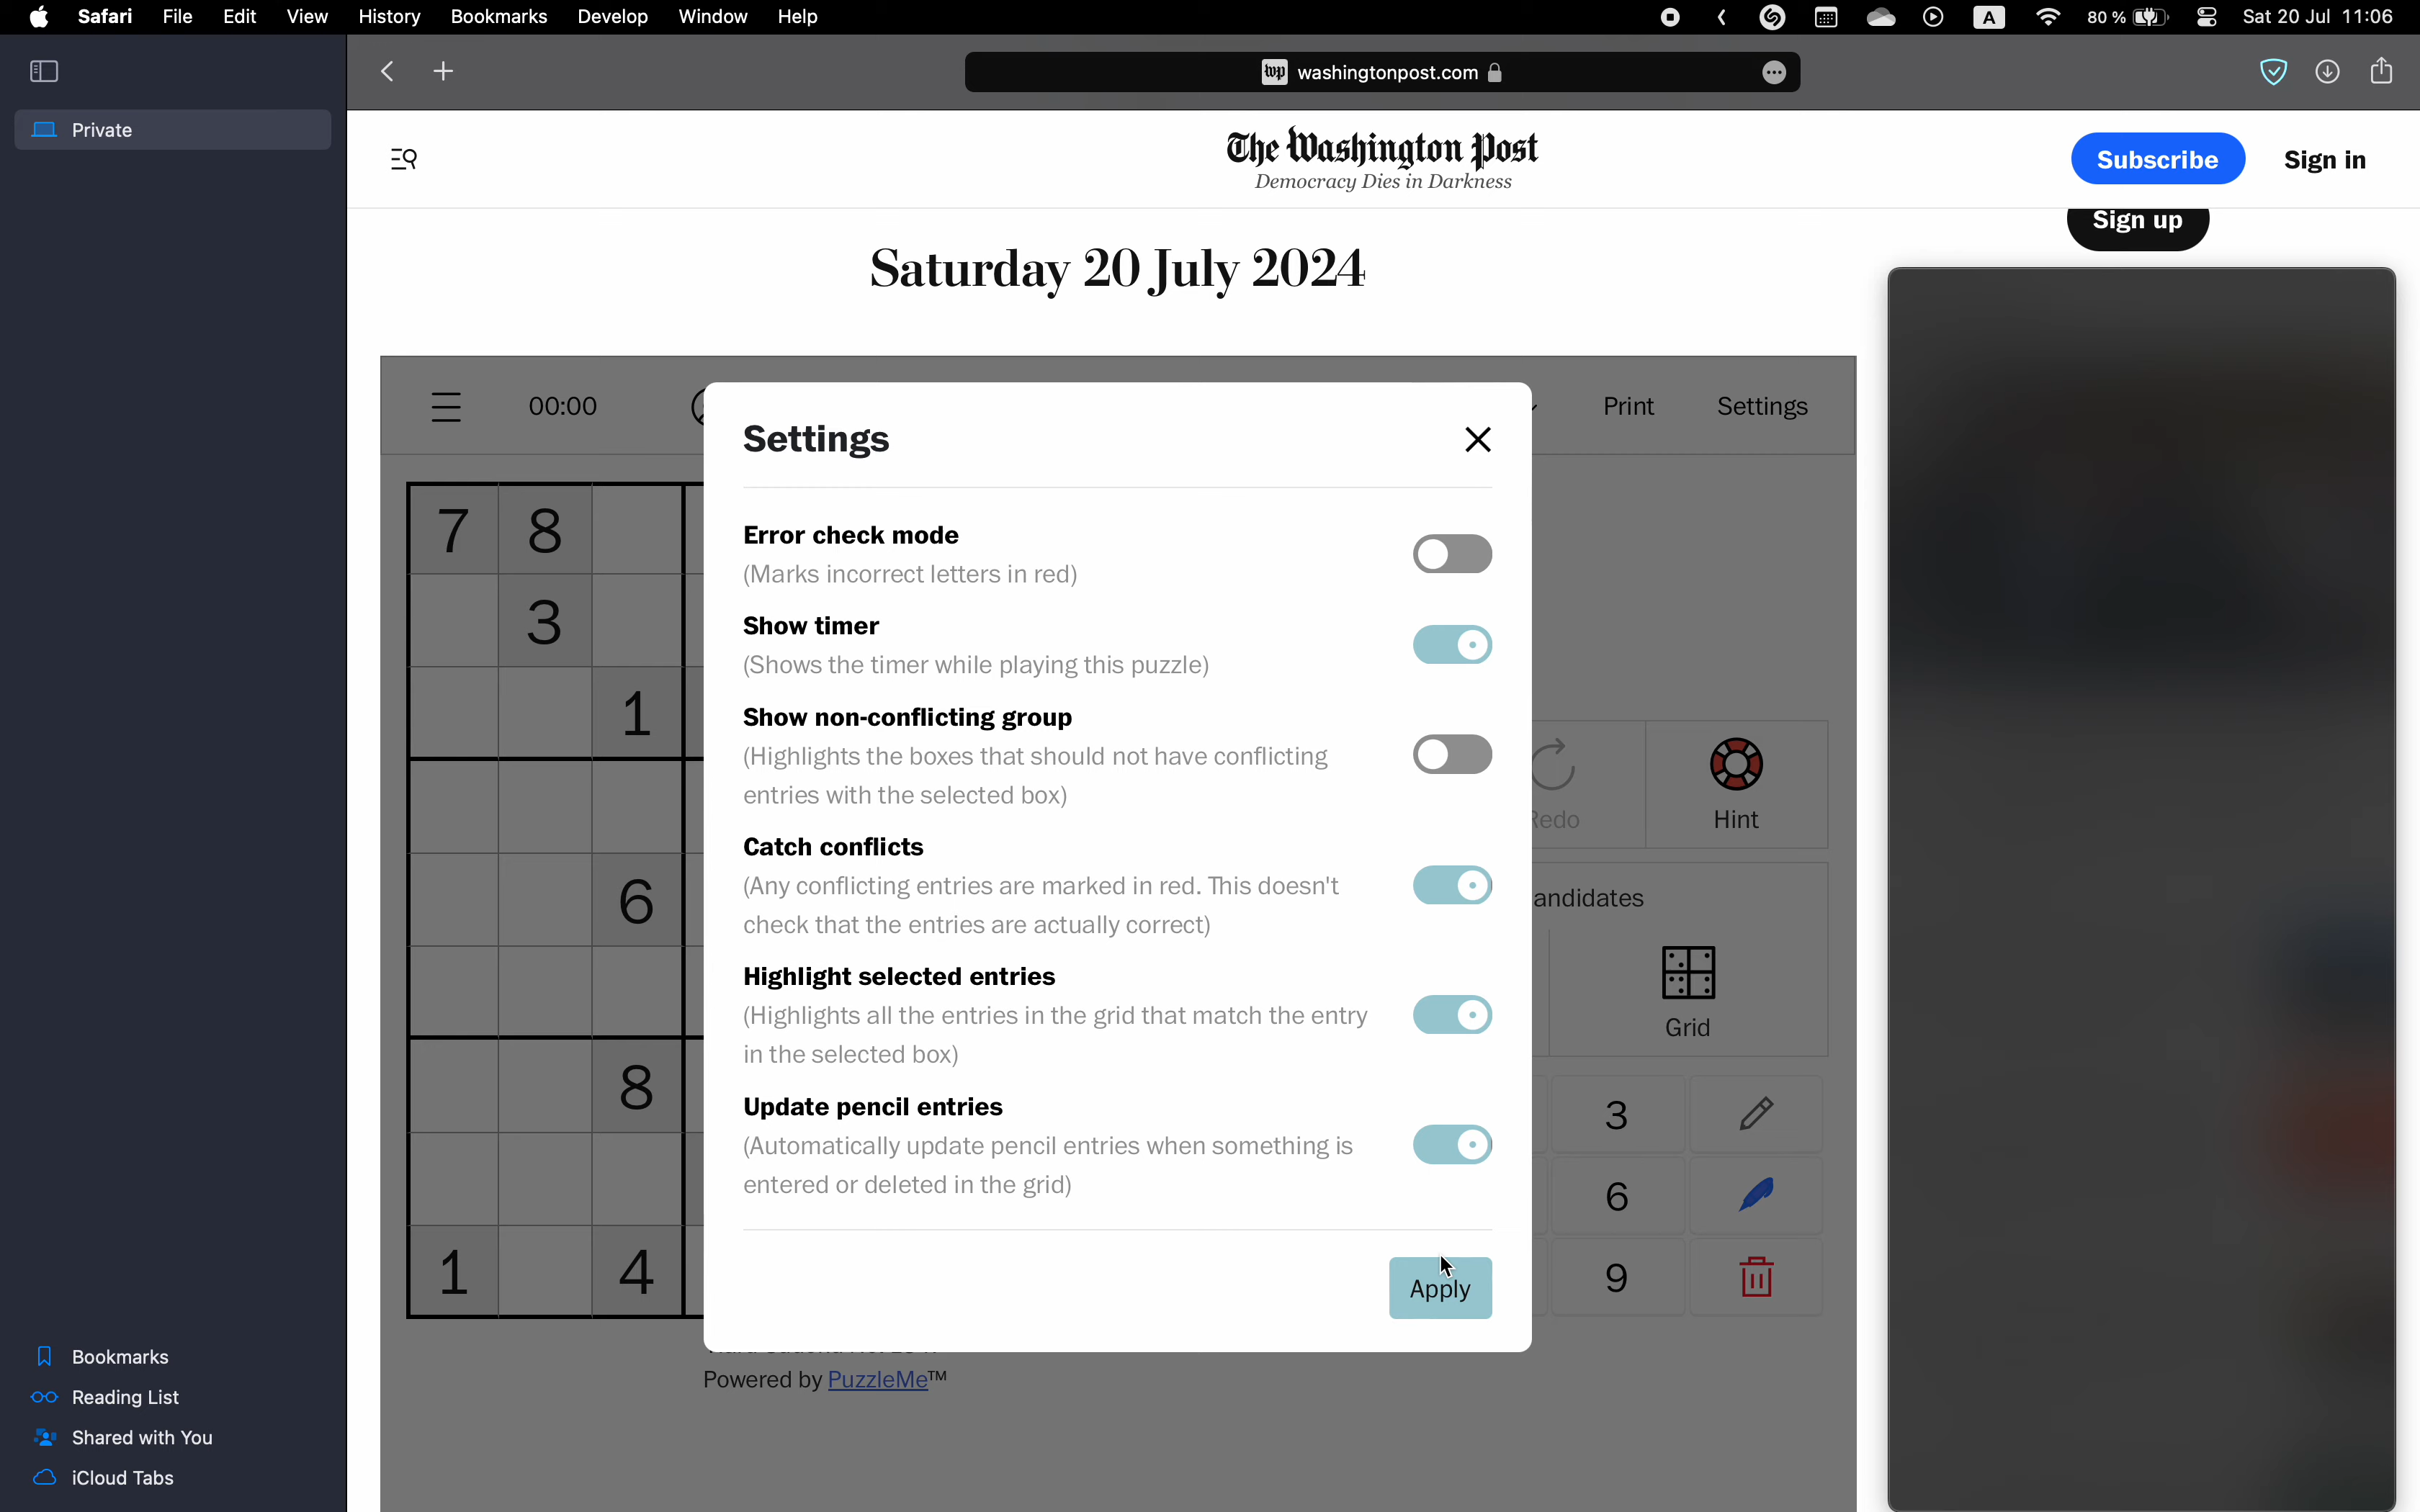 Safari File Edit View History Bookmarks Develop Window Help A 80 % Sat 20 Jul 11:06
wp washingtonpost.com
Private
The Washington Post
Democracy Dies in Darkness
Subscribe Sign in
Sign up
Saturday 20 July 2024
00:00 Print Settings
Settings
7 8
3
1
6
8
1 4
Error check mode
(Marks incorrect letters in red)
Show timer
(Shows the timer while playing this puzzle)
Show non-conflicting group
(Highlights the boxes that should not have conflicting
entries with the selected box)
Catch conflicts
(Any conflicting entries are marked in red. This doesn't
check that the entries are actually correct)
Highlight selected entries
(Highlights all the entries in the grid that match the entry
in the selected box)
Update pencil entries
(Automatically update pencil entries when something is
entered or deleted in the grid)
Apply
Redo Hint
andidates
Grid
3
6
9
Powered by PuzzleMe™
Bookmarks
Reading List
Shared with You
iCloud Tabs